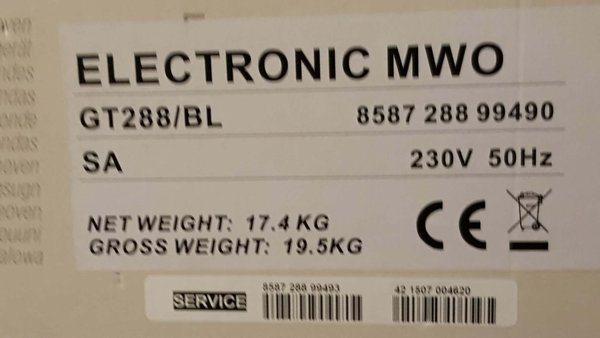 ELECTRONIC MWO
GT288/BL 8587 288 99490
SA 230V 50Hz
NET WEIGHT: 17.4 KG
GROSS WEIGHT: 19.5KG
CE
SERVICE
8587 288 99493
42 1507 004620